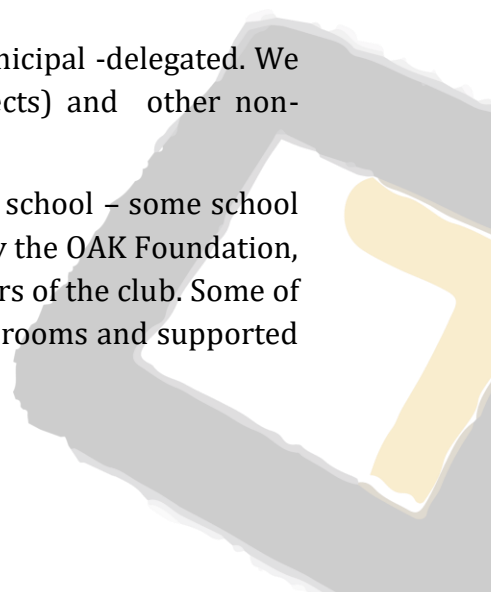 nicipal -delegated. We
ects) and other non-
school – some school
y the OAK Foundation,
rs of the club. Some of
rooms and supported